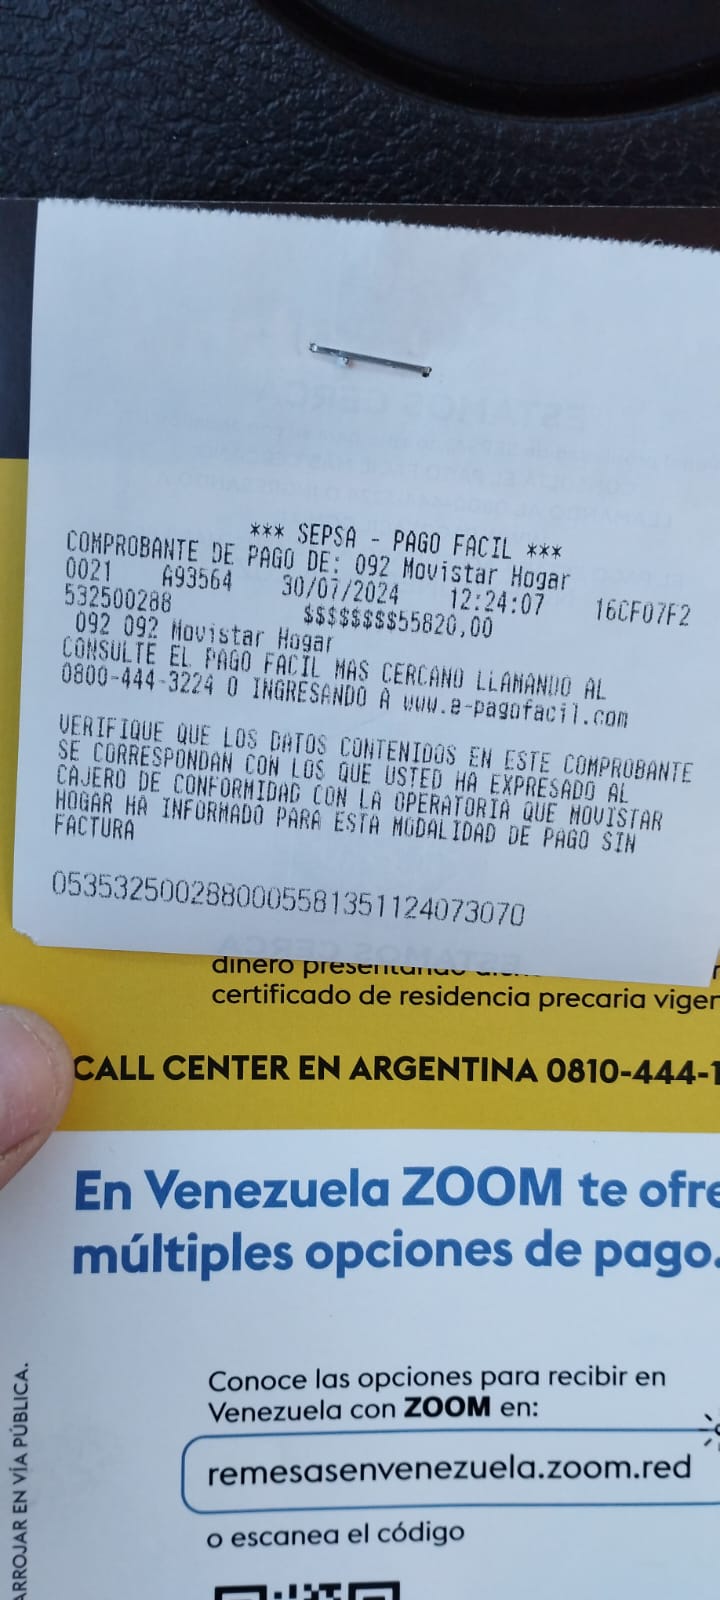 *** SEPSA - PAGO FACIL ***
COMPROBANTE DE PAGO DE: 092 Movistar Hogar
0021 A93564 30/07/2024 12:24:07 16CF07F2
532500288 $$$$$$$$55820,00
092 092 Movistar Hogar
CONSULTE EL PAGO FACIL MAS CERCANO LLAMANDO AL
0800-444-3224 O INGRESANDO A www.e-pagofacil.com
VERIFIQUE QUE LOS DATOS CONTENIDOS EN ESTE COMPROBANTE
SE CORRESPONDAN CON LOS QUE USTED HA EXPRESADO AL
CAJERO DE CONFORMIDAD CON LA OPERATORIA QUE MOVISTAR
HOGAR HA INFORMADO PARA ESTA MODALIDAD DE PAGO SIN
FACTURA
0535325002880005581351124073070
dinero presentando
certificado de residencia precaria viger
CALL CENTER EN ARGENTINA 0810-444-1
En Venezuela ZOOM te ofre
múltiples opciones de pago.
Conoce las opciones para recibir en
Venezuela con ZOOM en:
remesasenvenezuela.zoom.red
o escanea el código
ARROJAR EN VÍA PÚBLICA.